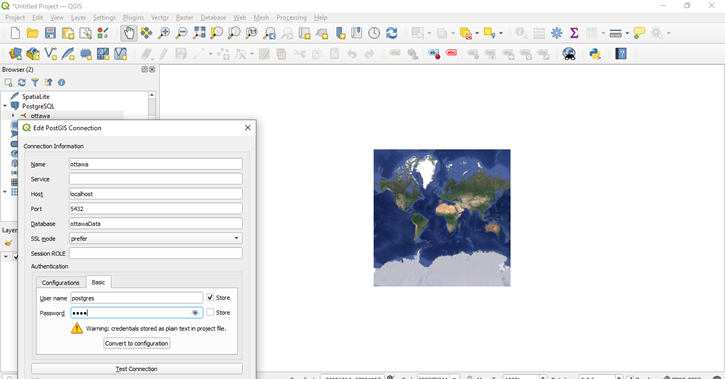 *Untitled Project — QGIS
Project Edit View Layer Settings Plugins Vector Raster Database Web Mesh Processing Help
Browser (2)
SpatiaLite
PostgreSQL
ottawa
Edit PostGIS Connection
Connection Information
Name ottawa
Service
Host localhost
Port 5432
Database ottawaData
SSL mode prefer
Session ROLE
Authentication
Configurations Basic
User name postgres Store
Password ●●●● Store
Warning: credentials stored as plain text in project file.
Convert to configuration
Test Connection
Layer